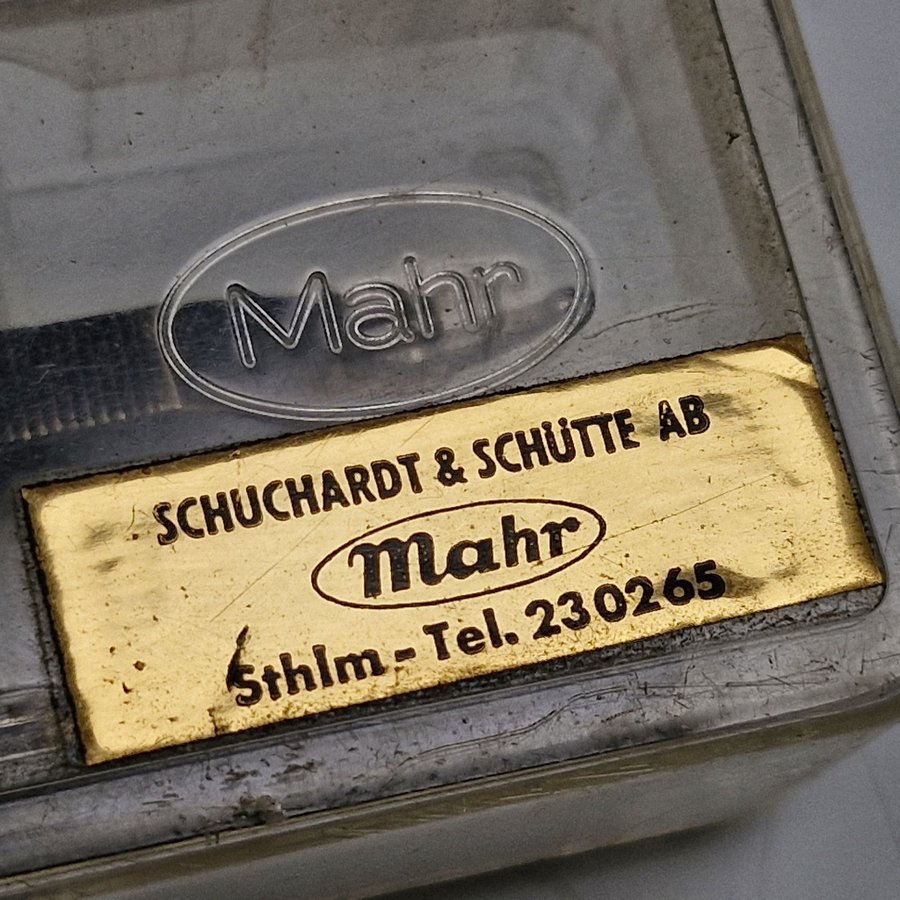 Mahr
SCHUCHARDT & SCHÜTTE AB
Mahr
Sthlm - Tel. 230265